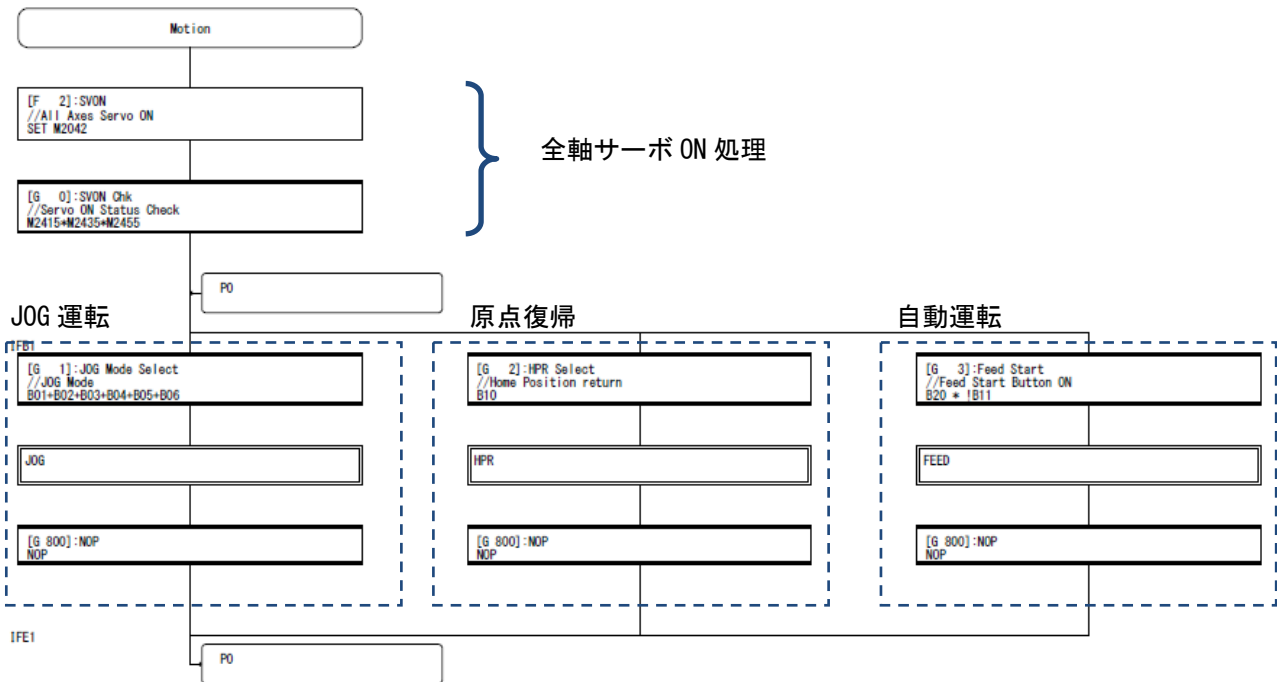 Motion
[F 2]:SVON
//All Axes Servo ON
SET M2042
全軸サーボ ON 処理
[G 0]:SVON Chk
//Servo ON Status Check
M2415*M2435*M2455
P0
JOG 運転
原点復帰
自動運転
IFB1
[G 1]:JOG Mode Select
//JOG Mode
B01+B02+B03+B04+B05+B06
[G 2]:HPR Select
//Home Position return
B10
[G 3]:Feed Start
//Feed Start Button ON
B20 * !B11
JOG
HPR
FEED
[G 800]:NOP
NOP
[G 800]:NOP
NOP
[G 800]:NOP
NOP
IFE1
P0